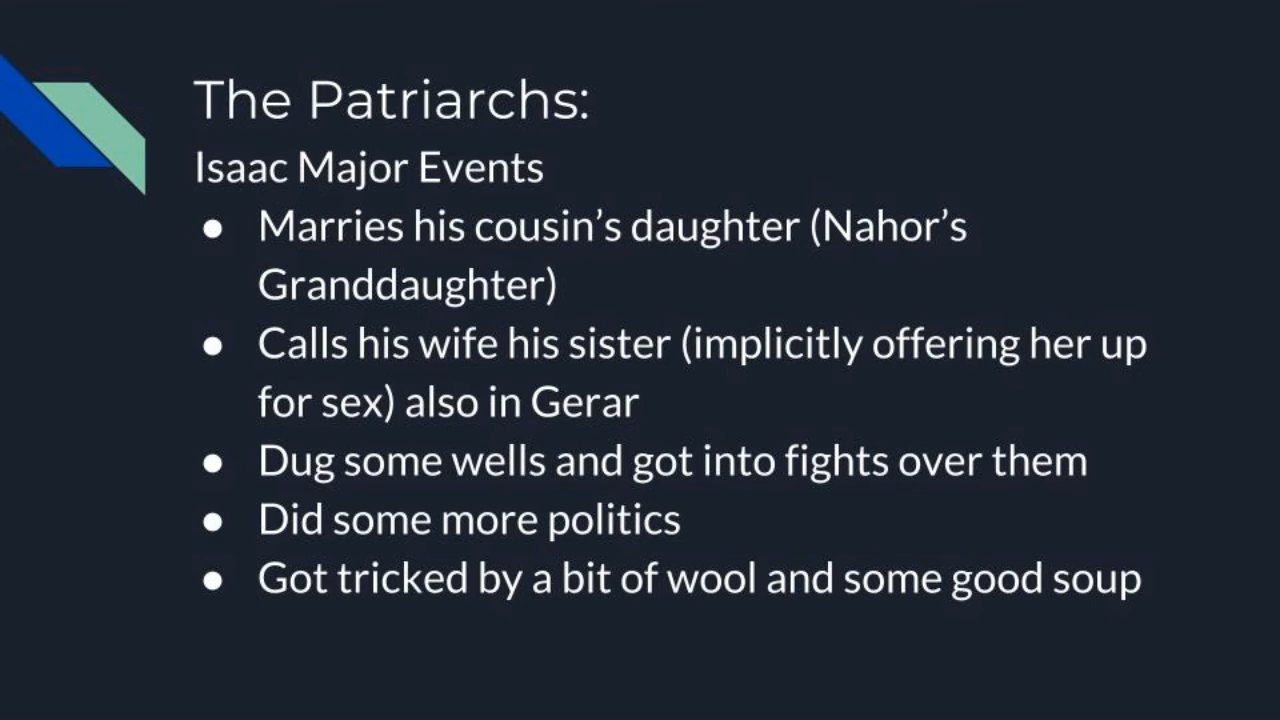 The Patriarchs:
Isaac Major Events
● Marries his cousin’s daughter (Nahor’s
Granddaughter)
● Calls his wife his sister (implicitly offering her up
for sex) also in Gerar
● Dug some wells and got into fights over them
● Did some more politics
● Got tricked by a bit of wool and some good soup